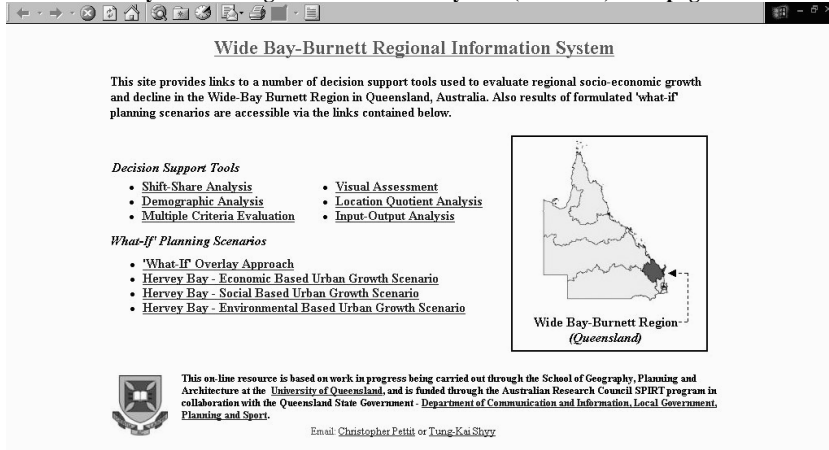 Wide Bay-Burnett Regional Information System
This site provides links to a number of decision support tools used to evaluate regional socio-economic growth
and decline in the Wide-Bay Burnett Region in Queensland, Australia. Also results of formulated 'what-if'
planning scenarios are accessible via the links contained below.
Decision Support Tools
Shift-Share Analysis
Demographic Analysis
Multiple Criteria Evaluation
Visual Assessment
Location Quotient Analysis
Input-Output Analysis
What-If' Planning Scenarios
'What-If' Overlay Approach
Hervey Bay - Economic Based Urban Growth Scenario
Hervey Bay - Social Based Urban Growth Scenario
Hervey Bay - Environmental Based Urban Growth Scenario
Wide Bay-Burnett Region
(Queensland)
This on-line resource is based on work in progress being carried out through the School of Geography, Planning and
Architecture at the University of Queensland, and is funded through the Australian Research Council SPIRT program in
collaboration with the Queensland State Government - Department of Communication and Information, Local Government,
Planning and Sport.
Email: Christopher Pettit or Tung-Kai Shyy